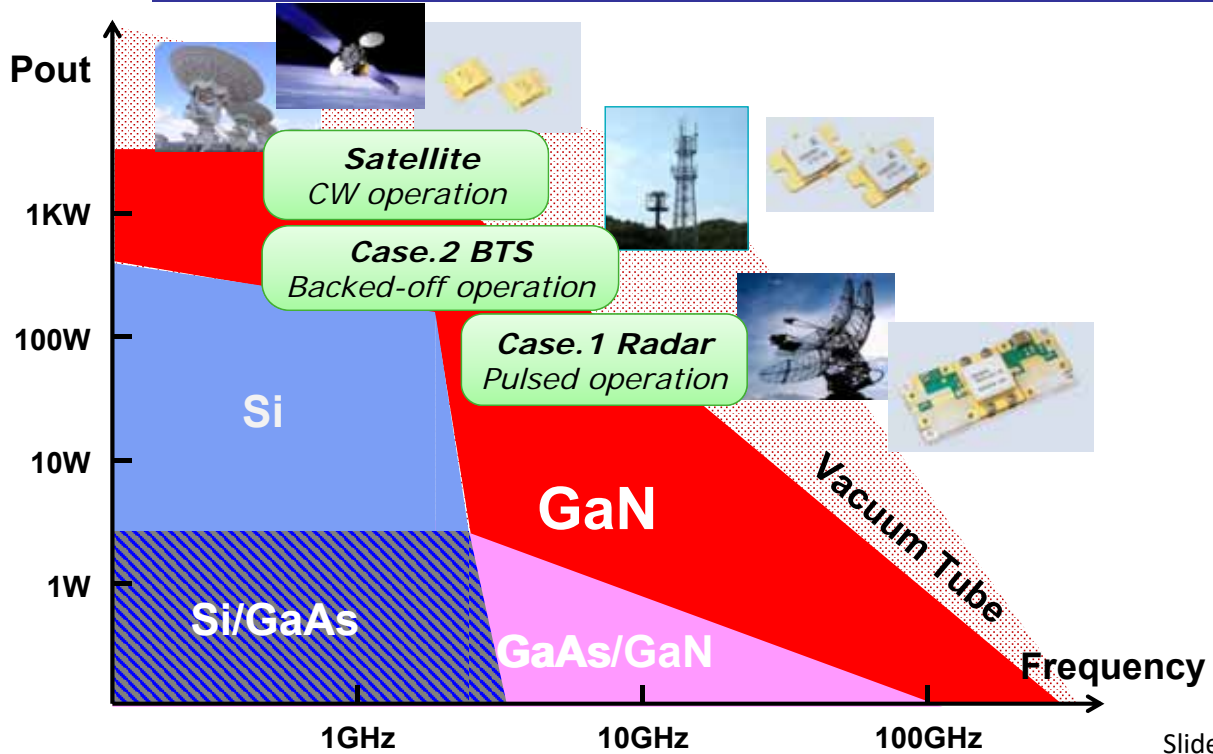 Pout
Satellite
CW operation
1KW
Case.2 BTS
Backed-off operation
100W
Case.1 Radar
Pulsed operation
Si
10W
GaN
Vacuum Tube
1W
Si/GaAs
GaAs/GaN
Frequency
1GHz
10GHz
100GHz
Slide